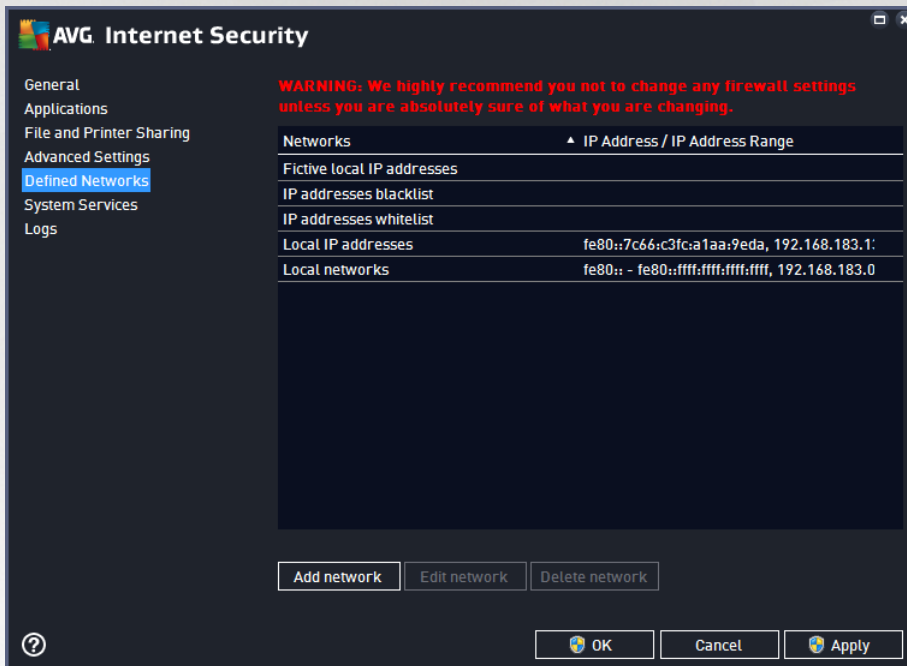 AVG. Internet Security
General
Applications
File and Printer Sharing
Advanced Settings
Defined Networks
System Services
Logs
WARNING: We highly recommend you not to change any firewall settings
unless you are absolutely sure of what you are changing.
Networks IP Address / IP Address Range
Fictive local IP addresses
IP addresses blacklist
IP addresses whitelist
Local IP addresses fe80::7c66:c3fc:a1aa:9eda, 192.168.183.1
Local networks fe80:: - fe80::ffff:ffff:ffff:ffff, 192.168.183.0
Add network Edit network Delete network
? OK Cancel Apply